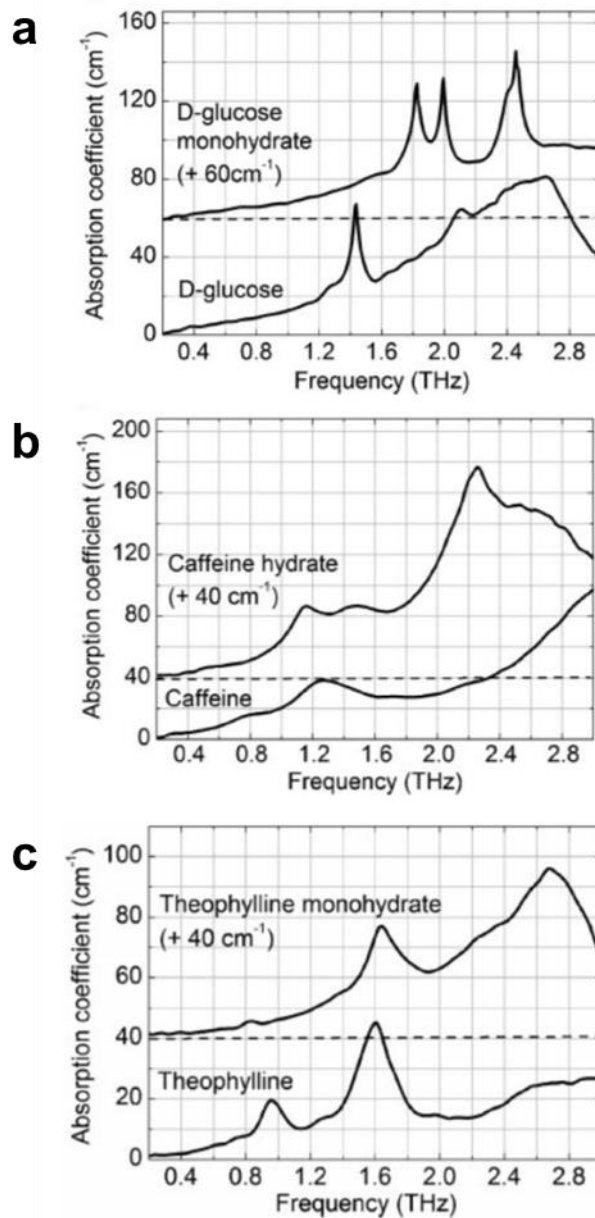 a
Absorption coefficient (cm⁻¹)
160
120
80
40
0
D-glucose
monohydrate
(+ 60cm⁻¹)
D-glucose
0.4 0.8 1.2 1.6 2.0 2.4 2.8
Frequency (THz)
b
Absorption coefficient (cm⁻¹)
200
160
120
80
40
0
Caffeine hydrate
(+ 40 cm⁻¹)
Caffeine
0.4 0.8 1.2 1.6 2.0 2.4 2.8
Frequency (THz)
c
Absorption coefficient (cm⁻¹)
100
80
60
40
20
0
Theophylline monohydrate
(+ 40 cm⁻¹)
Theophylline
0.4 0.8 1.2 1.6 2.0 2.4 2.8
Frequency (THz)